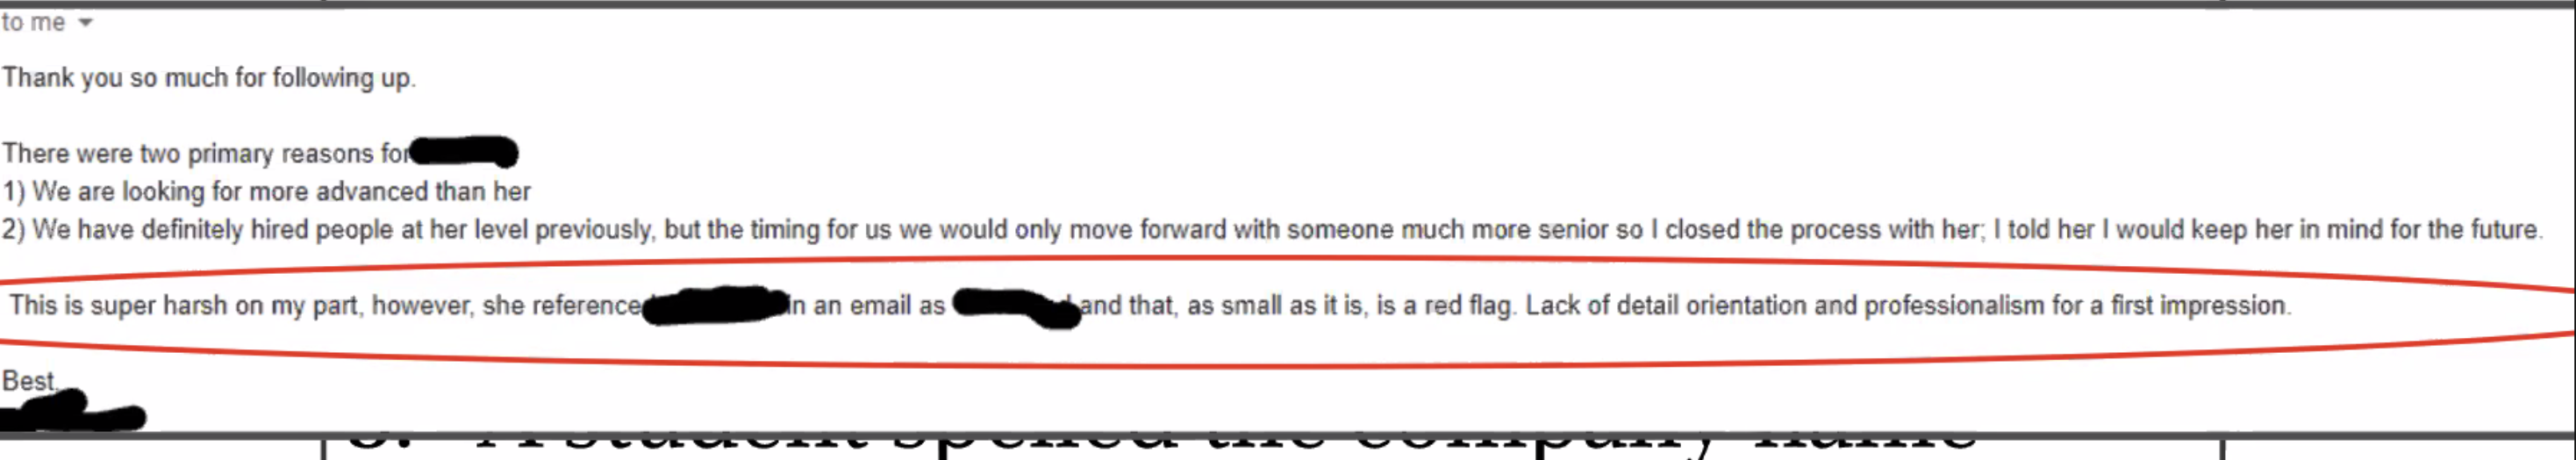 to me
Thank you so much for following up.
There were two primary reasons for
1) We are looking for more advanced than her
2) We have definitely hired people at her level previously, but the timing for us we would only move forward with someone much more senior so I closed the process with her; I told her I would keep her in mind for the future.
This is super harsh on my part, however, she reference in an email as and that, as small as it is, is a red flag. Lack of detail orientation and professionalism for a first impression.
Best,
A student spelled the company name